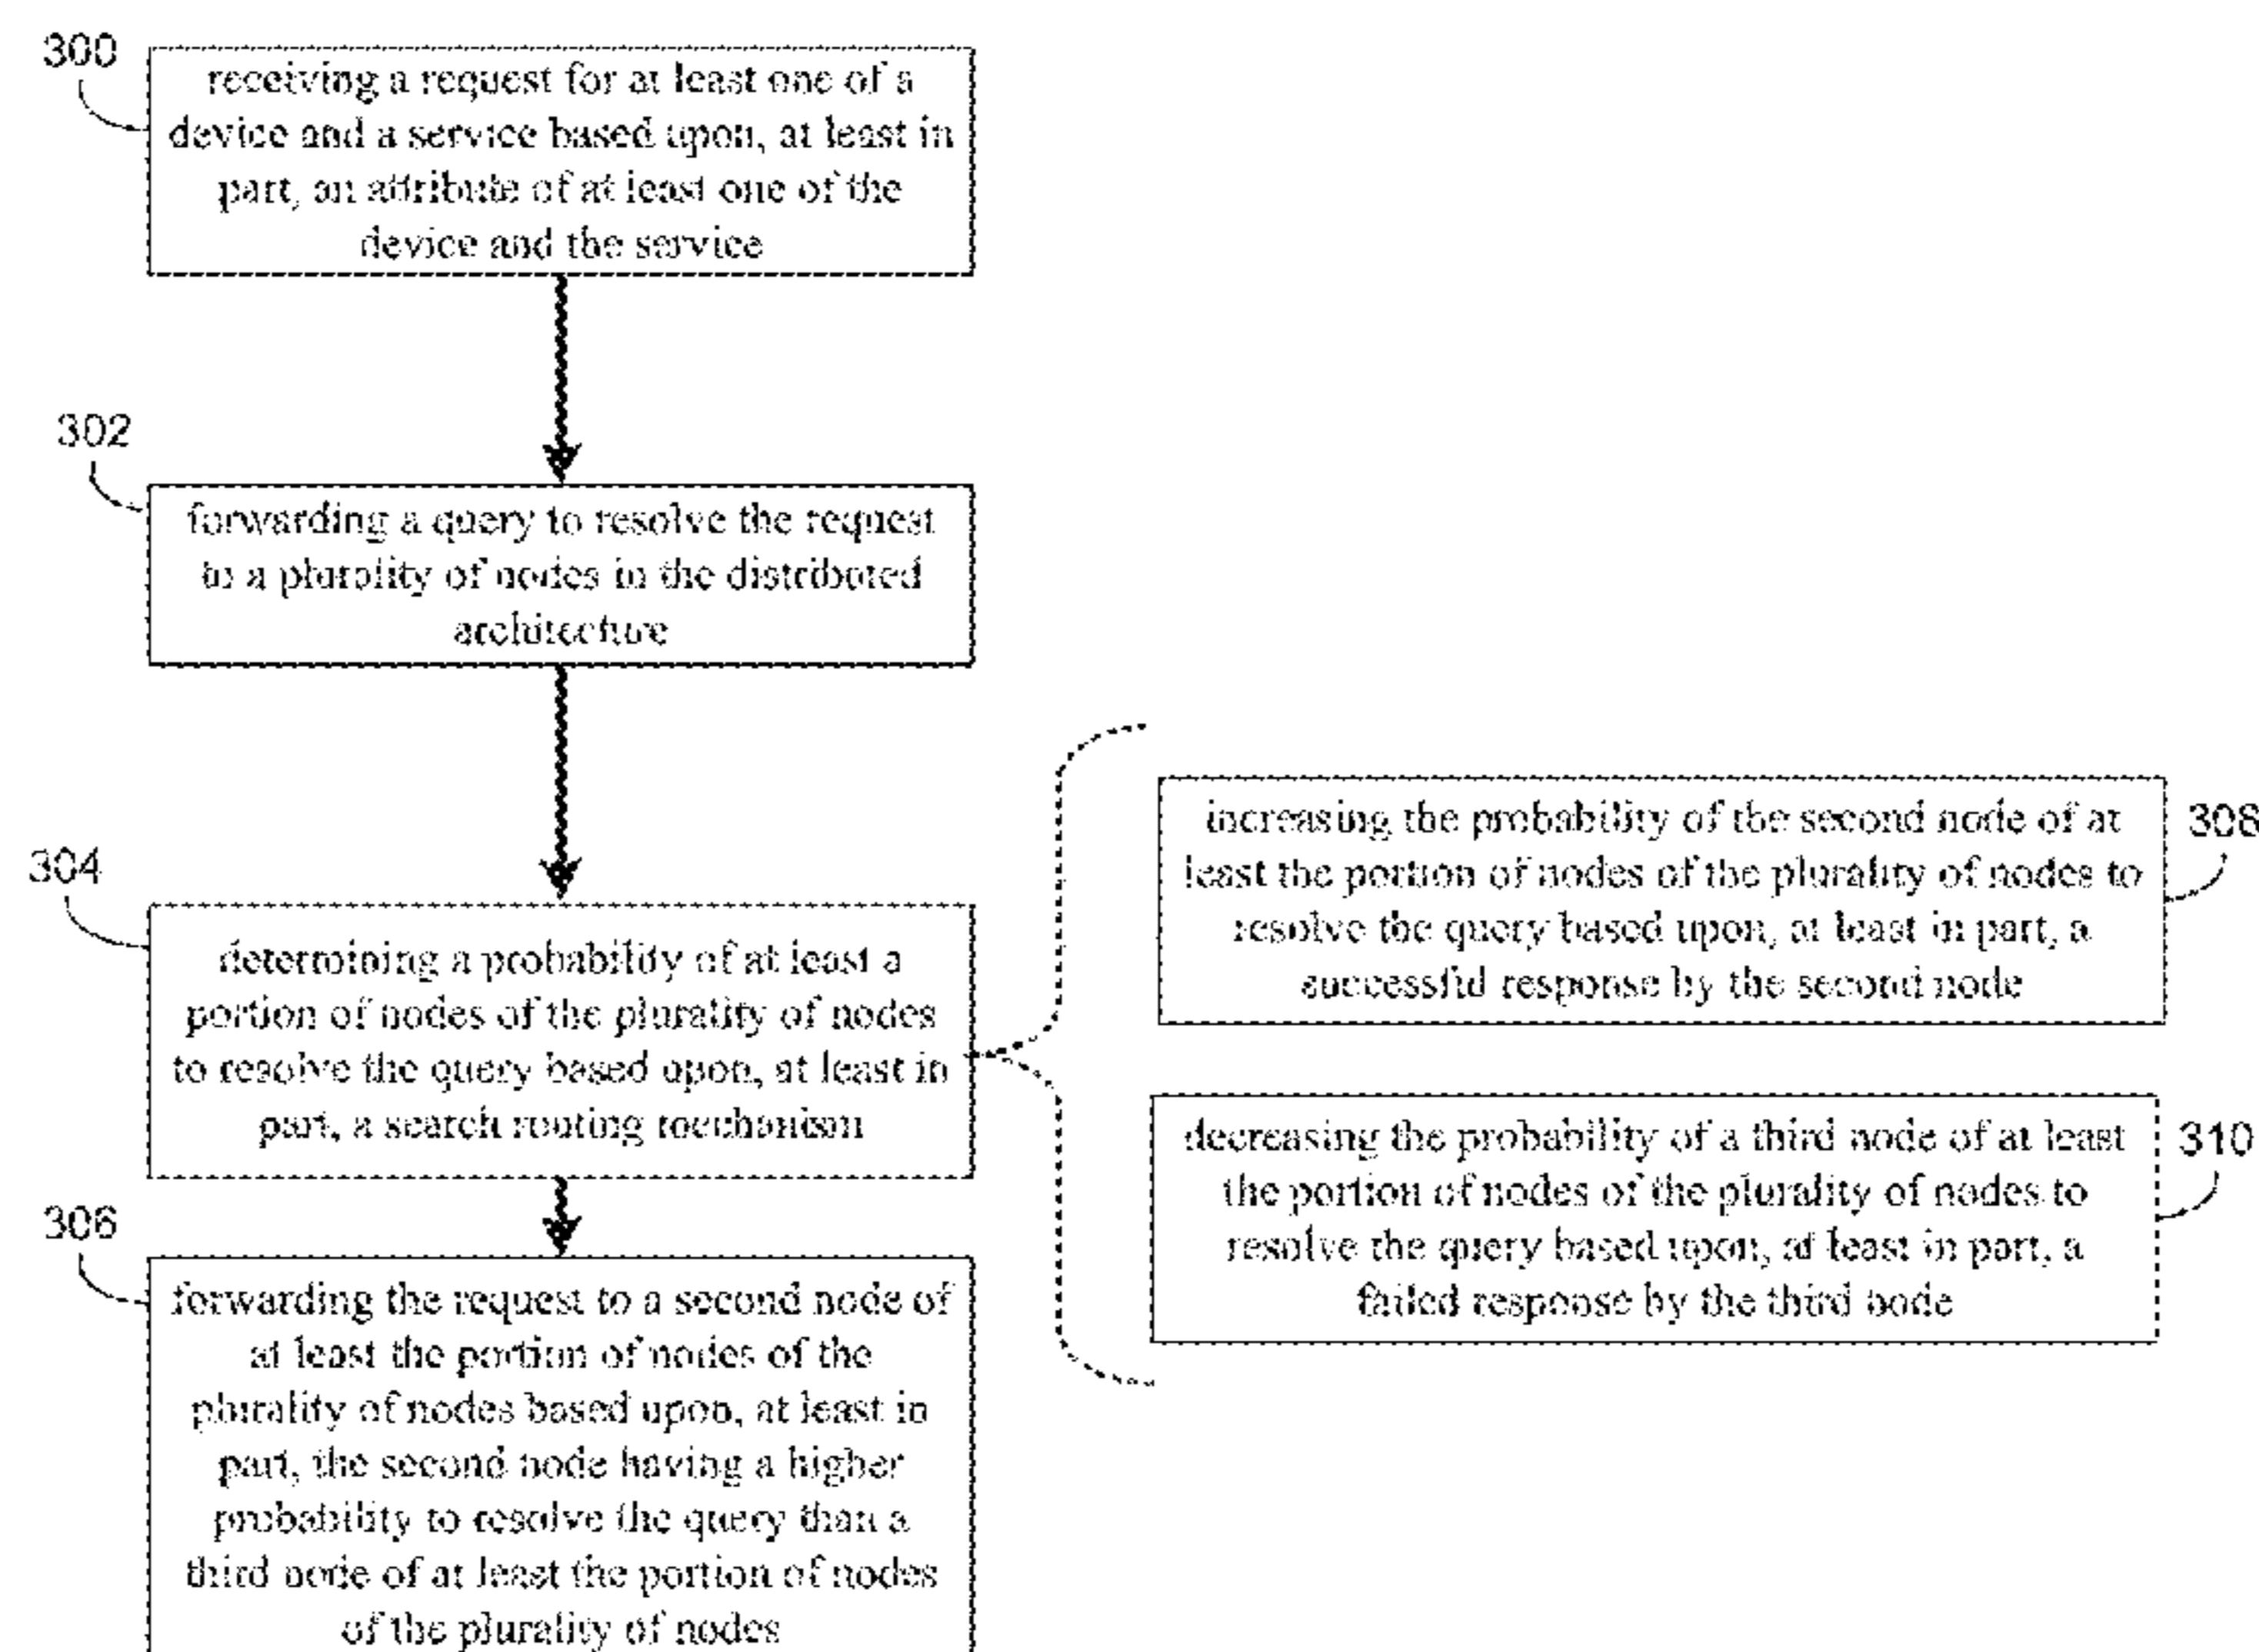 300
receiving a request for at least one of a
device and a service based upon, at least in
part, an attribute of at least one of the
device and the service
302
forwarding a query to resolve the request
to a plurality of nodes in the distributed
architecture
304
determining a probability of at least a
portion of nodes of the plurality of nodes
to resolve the query based upon, at least in
part, a search routing mechanism
306
forwarding the request to a second node of
at least the portion of nodes of the
plurality of nodes based upon, at least in
part, the second node having a higher
probability to resolve the query than a
third node of at least the portion of nodes
of the plurality of nodes
increasing the probability of the second node of at
least the portion of nodes of the plurality of nodes to
resolve the query based upon, at least in part, a
successful response by the second node
308
decreasing the probability of a third node of at least
the portion of nodes of the plurality of nodes to
resolve the query based upon, at least in part, a
failed response by the third node
310